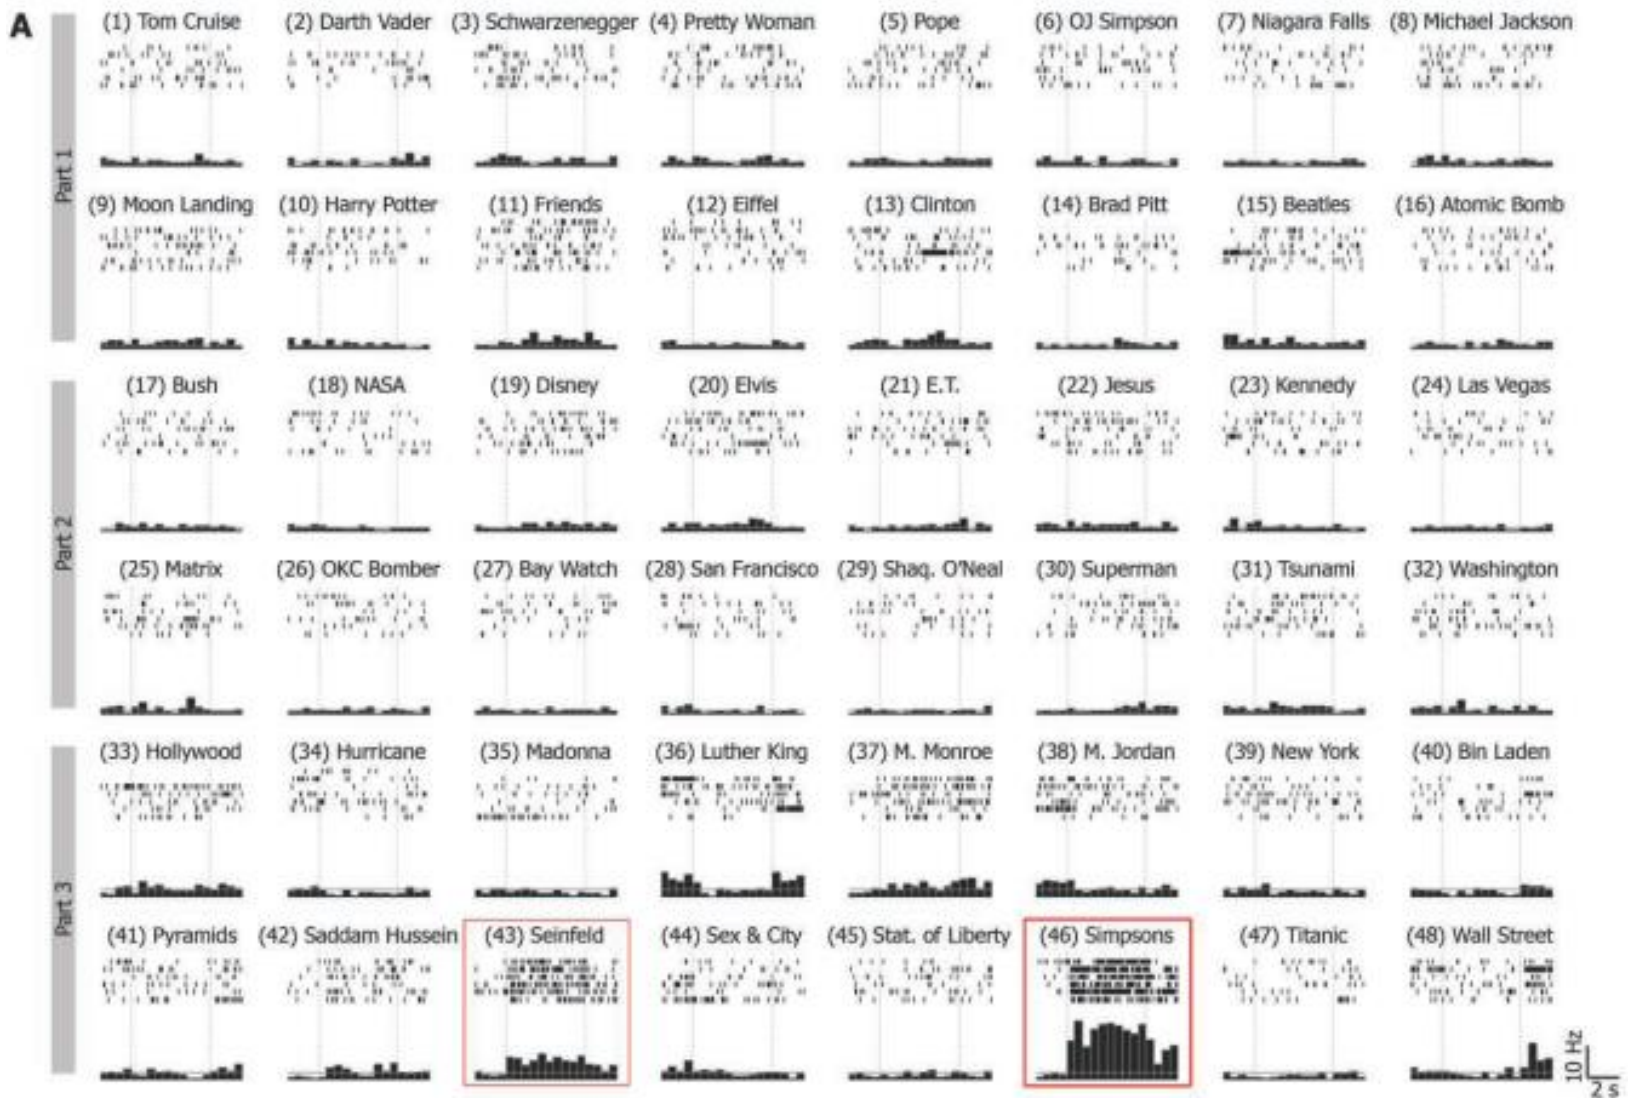 A
(1) Tom Cruise (2) Darth Vader (3) Schwarzenegger (4) Pretty Woman (5) Pope (6) OJ Simpson (7) Niagara Falls (8) Michael Jackson
Part 1
(9) Moon Landing (10) Harry Potter (11) Friends (12) Eiffel (13) Clinton (14) Brad Pitt (15) Beatles (16) Atomic Bomb
(17) Bush (18) NASA (19) Disney (20) Elvis (21) E.T. (22) Jesus (23) Kennedy (24) Las Vegas
Part 2
(25) Matrix (26) OKC Bomber (27) Bay Watch (28) San Francisco (29) Shaq. O'Neal (30) Superman (31) Tsunami (32) Washington
(33) Hollywood (34) Hurricane (35) Madonna (36) Luther King (37) M. Monroe (38) M. Jordan (39) New York (40) Bin Laden
Part 3
(41) Pyramids (42) Saddam Hussein (43) Seinfeld (44) Sex & City (45) Stat. of Liberty (46) Simpsons (47) Titanic (48) Wall Street
10 Hz
2 s